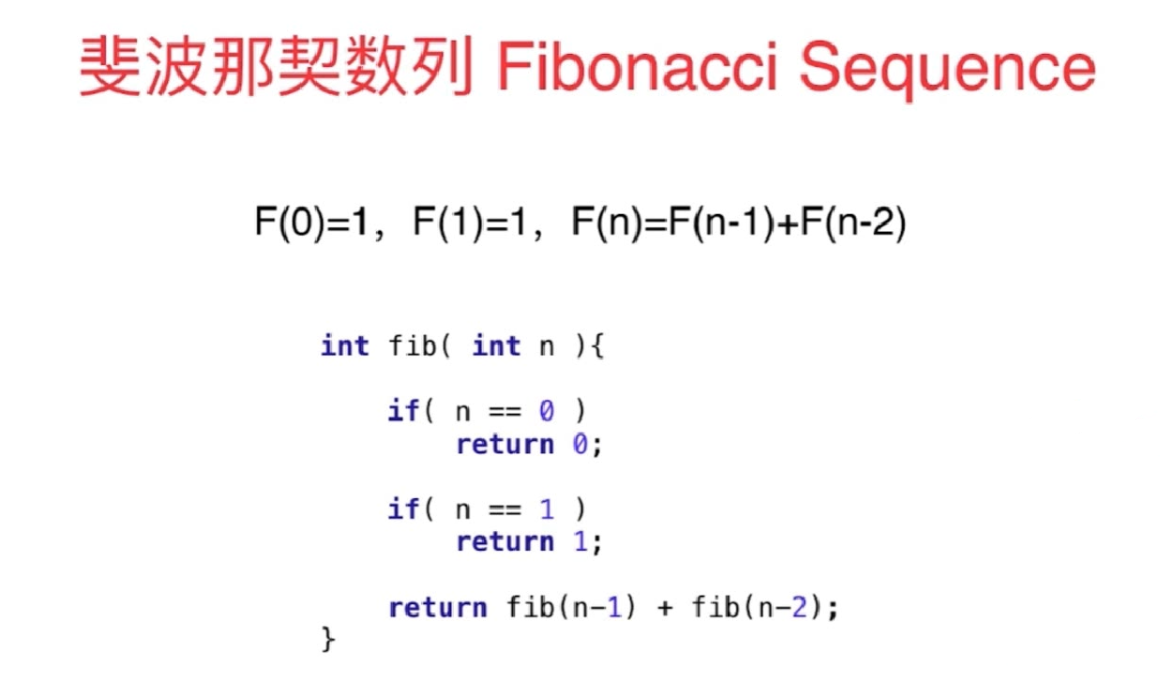 斐波那契数列 Fibonacci Sequence
F(0)=1, F(1)=1, F(n)=F(n-1)+F(n-2)
int fib( int n ){
if( n == 0 )
return 0;
if( n == 1 )
return 1;
return fib(n-1) + fib(n-2);
}